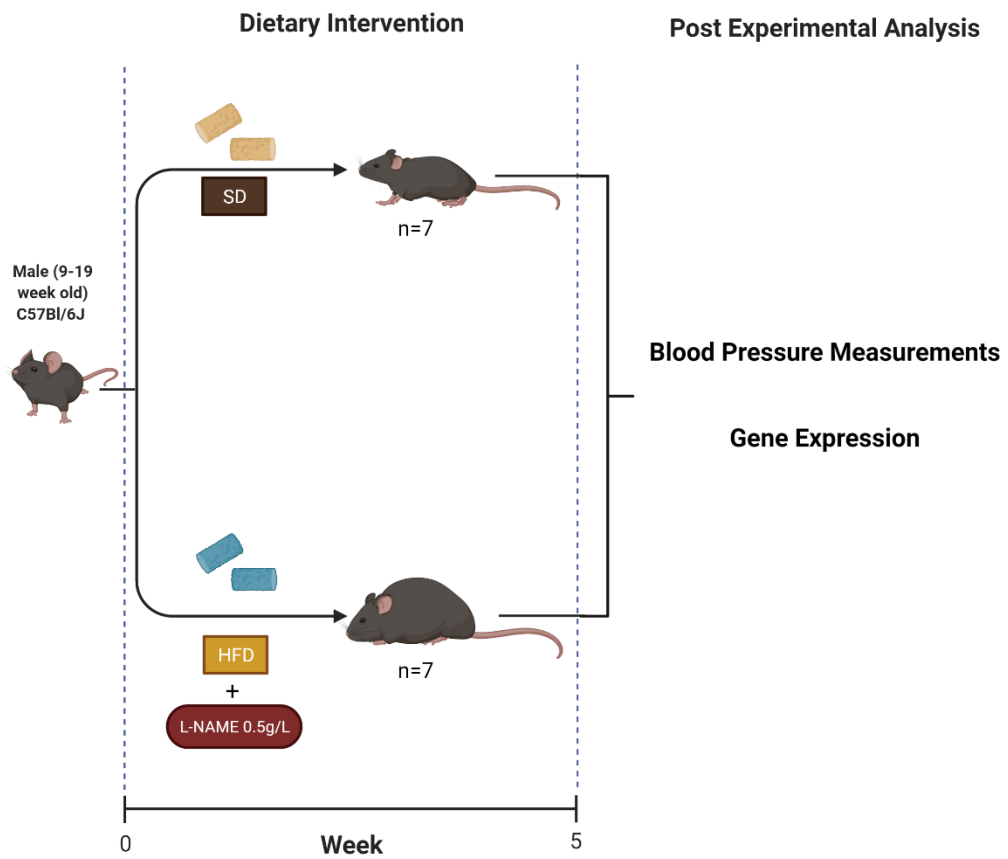 Dietary Intervention
Post Experimental Analysis
SD
n=7
Male (9-19
week old)
C57Bl/6J
Blood Pressure Measurements
Gene Expression
HFD
+
L-NAME 0.5g/L
n=7
0
Week
5